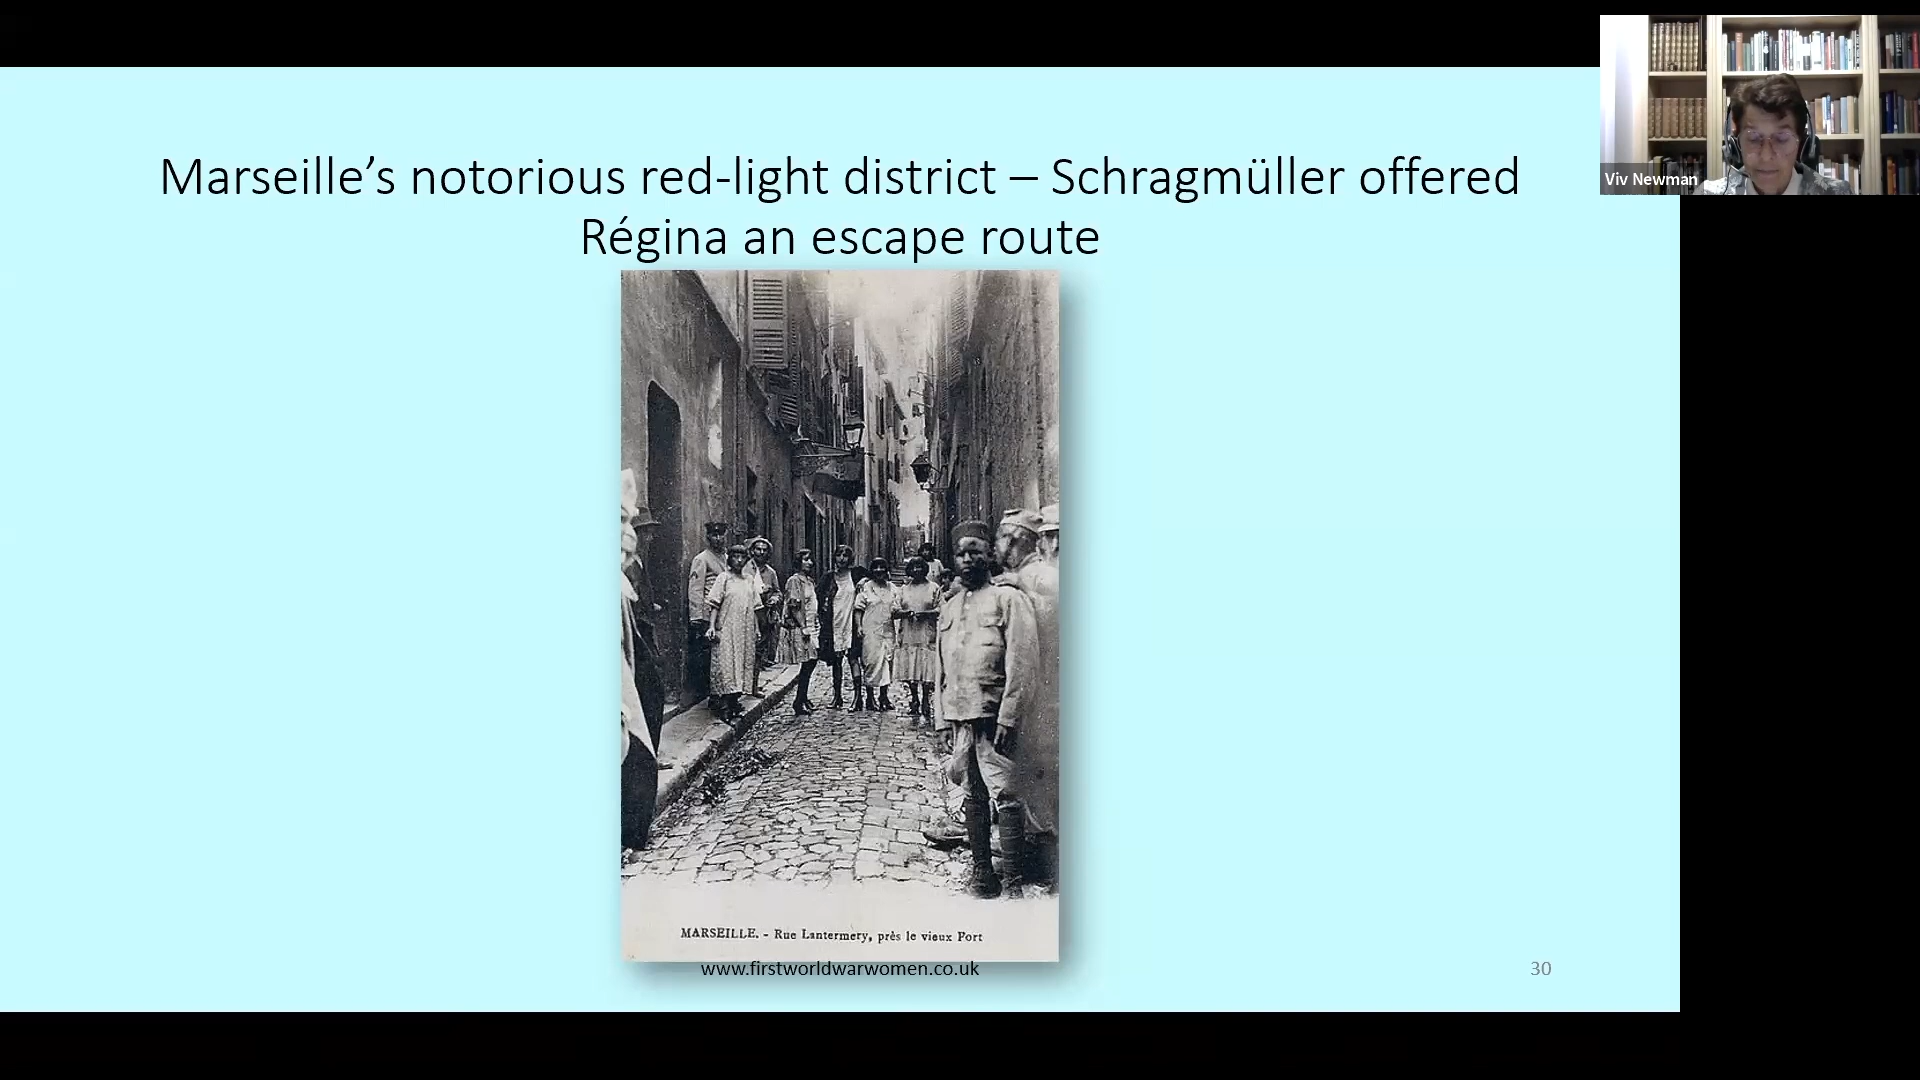 Marseille’s notorious red-light district – Schragmüller offered
Régina an escape route
Viv Newman
MARSEILLE. - Rue Lantermery, près le vieux Port
www.firstworldwarwomen.co.uk
30